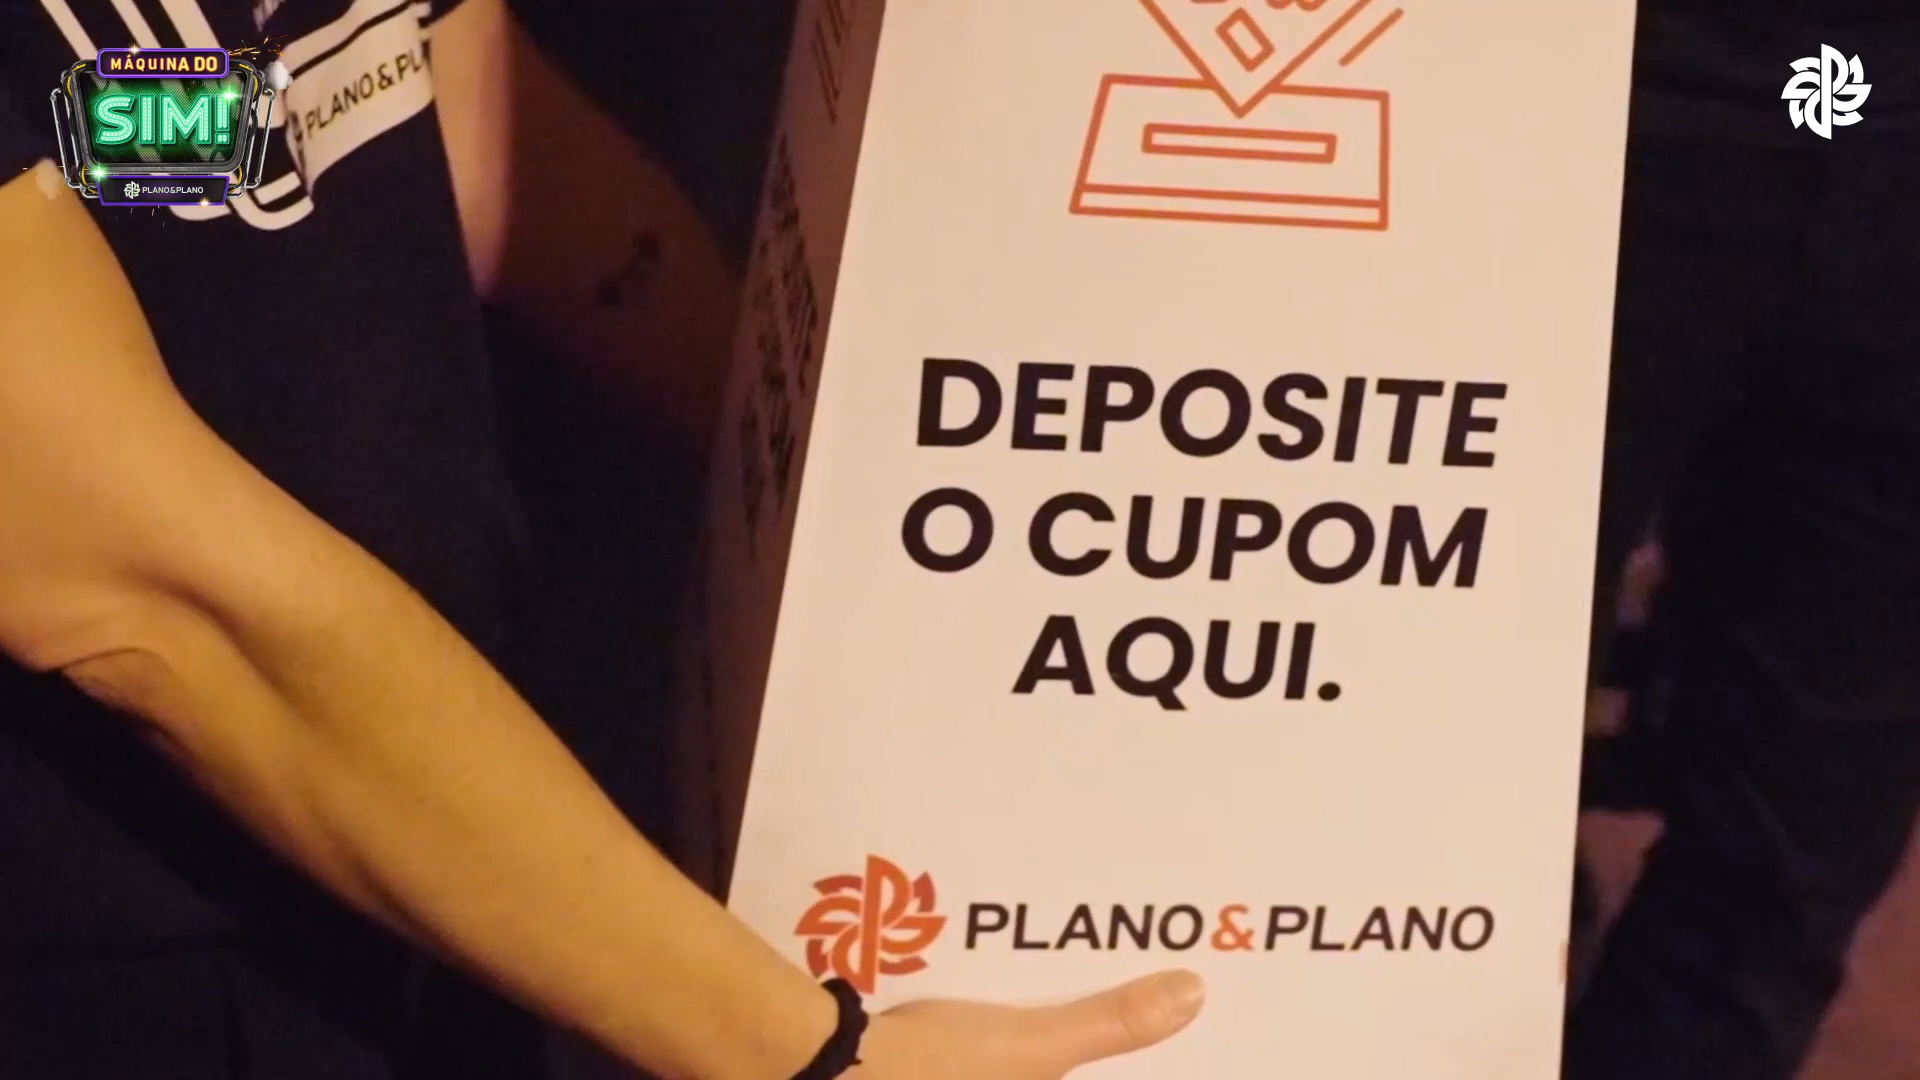 MÁQUINA DO
SIM!
PLANO&PLANO
PLANO&PL
DEPOSITE
O CUPOM
AQUI.
PLANO&PLANO